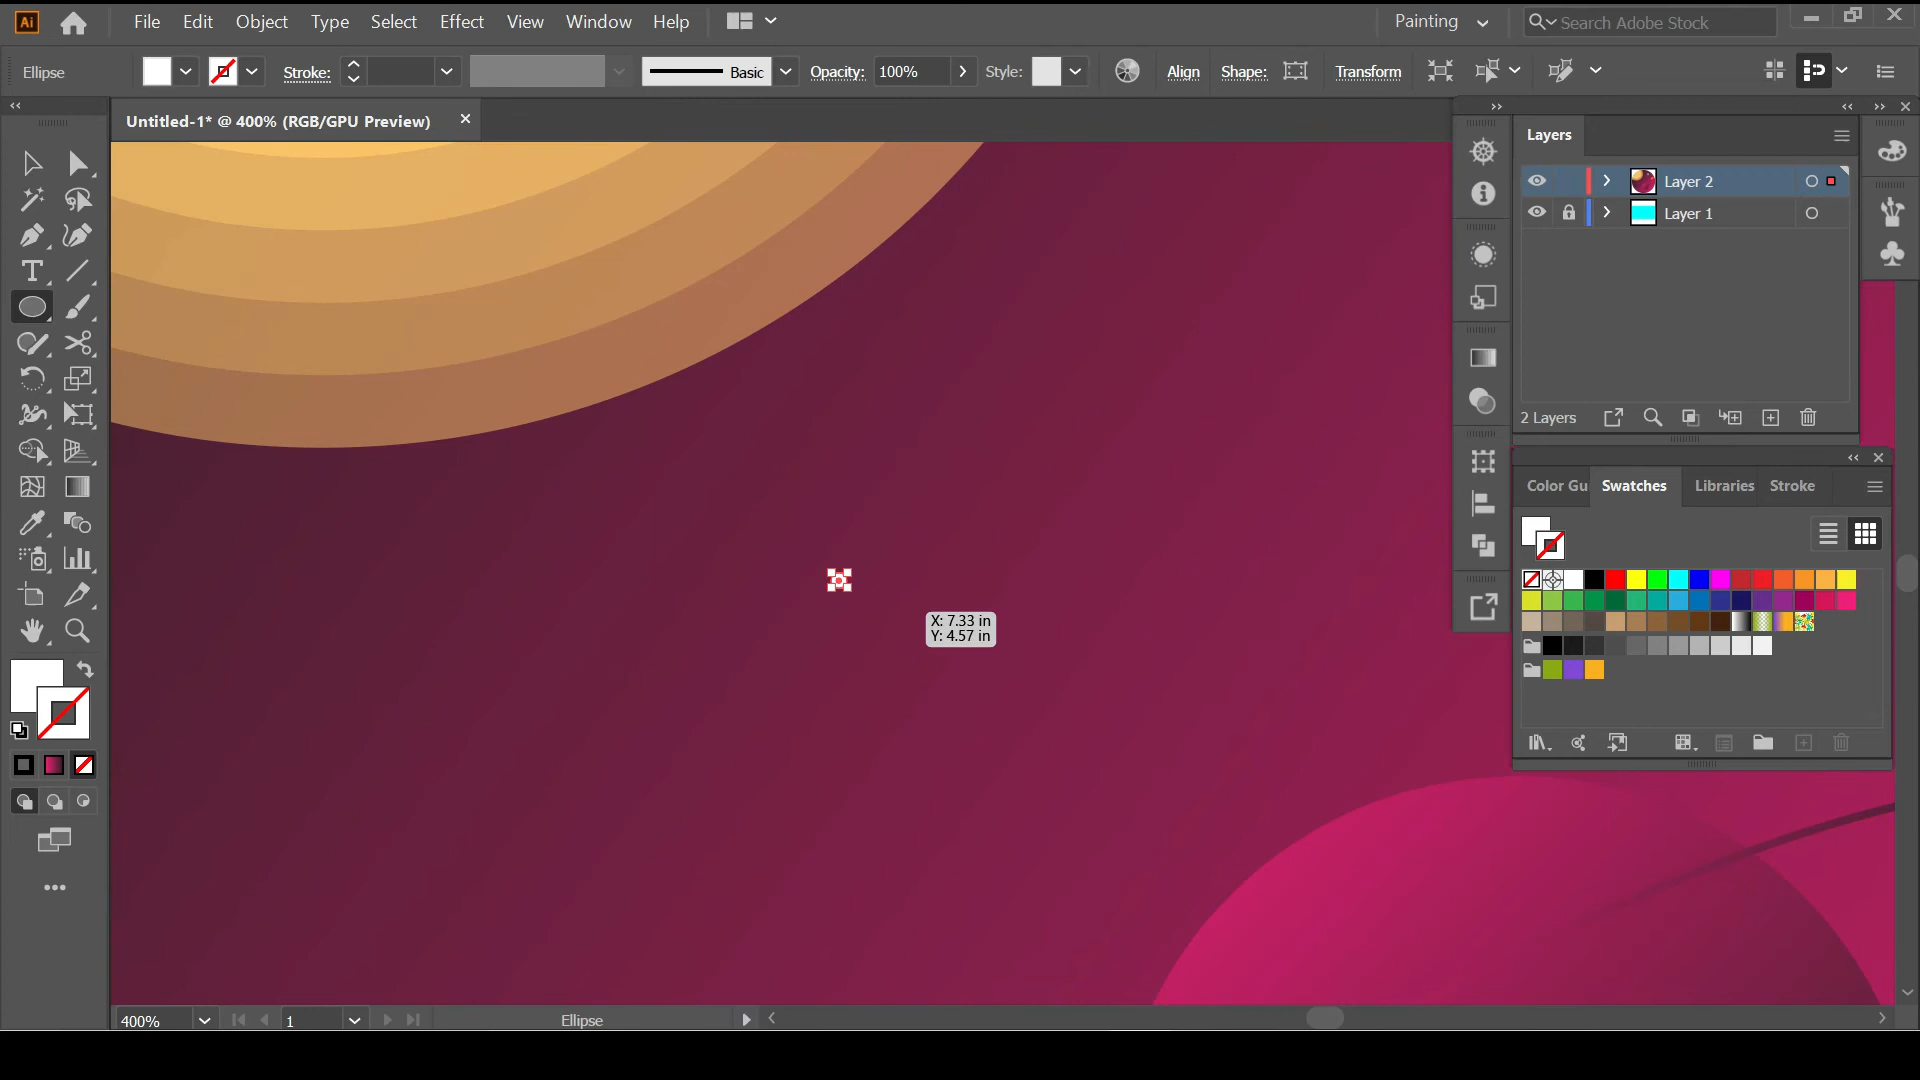 Ai File Edit Object Type Select Effect View Window Help Painting Search Adobe Stock
Ellipse Stroke: Basic Opacity: 100% Style: Align Shape: Transform
Untitled-1* @ 400% (RGB/GPU Preview)
Layers
Layer 2
Layer 1
2 Layers
Color Gu Swatches Libraries Stroke
X: 7.33 in
Y: 4.57 in
400% 1 Ellipse